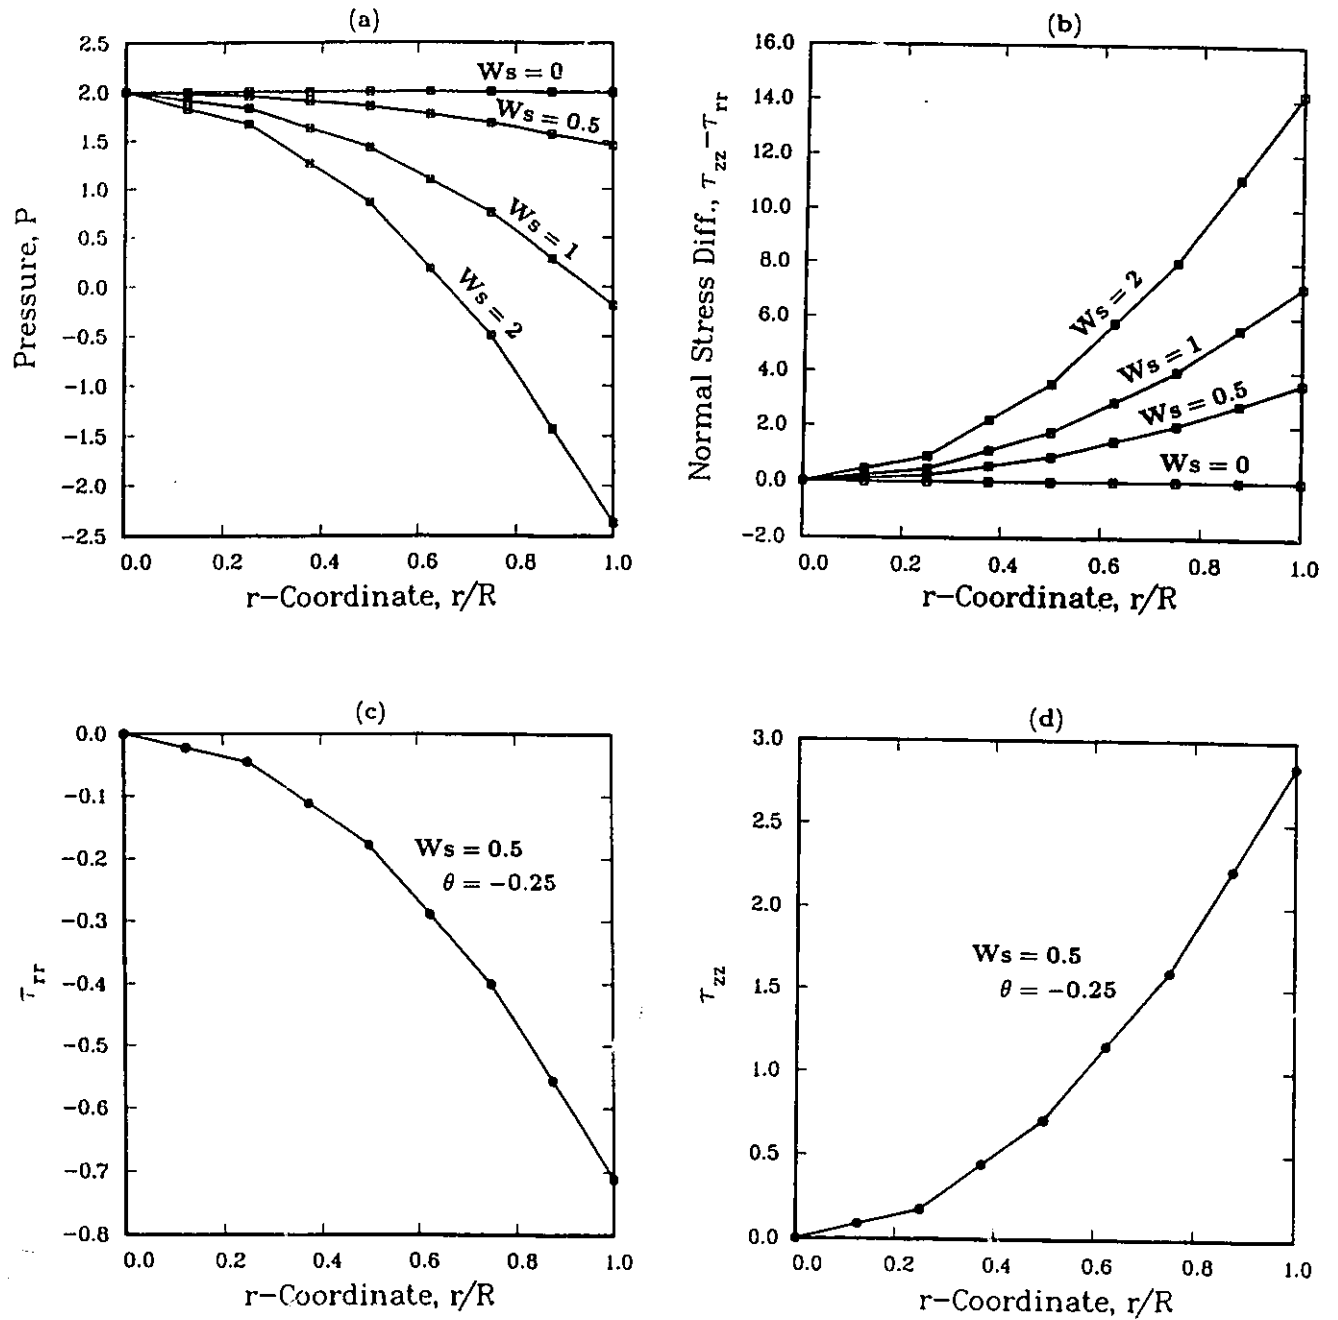 (a)
2.5
2.0
1.5
1.0
0.5
0.0
−0.5
−1.0
−1.5
−2.0
−2.5
Pressure, P
Ws = 0
Ws = 0.5
Ws = 1
Ws = 2
0.0 0.2 0.4 0.6 0.8 1.0
r−Coordinate, r/R
(b)
16.0
14.0
12.0
10.0
8.0
6.0
4.0
2.0
0.0
−2.0
Normal Stress Diff., τzz−τrr
Ws = 2
Ws = 1
Ws = 0.5
Ws = 0
0.0 0.2 0.4 0.6 0.8 1.0
r−Coordinate, r/R
(c)
0.0
−0.1
−0.2
−0.3
−0.4
−0.5
−0.6
−0.7
−0.8
τrr
Ws = 0.5
θ = −0.25
0.0 0.2 0.4 0.6 0.8 1.0
r−Coordinate, r/R
(d)
3.0
2.5
2.0
1.5
1.0
0.5
0.0
τzz
Ws = 0.5
θ = −0.25
0.0 0.2 0.4 0.6 0.8 1.0
r−Coordinate, r/R